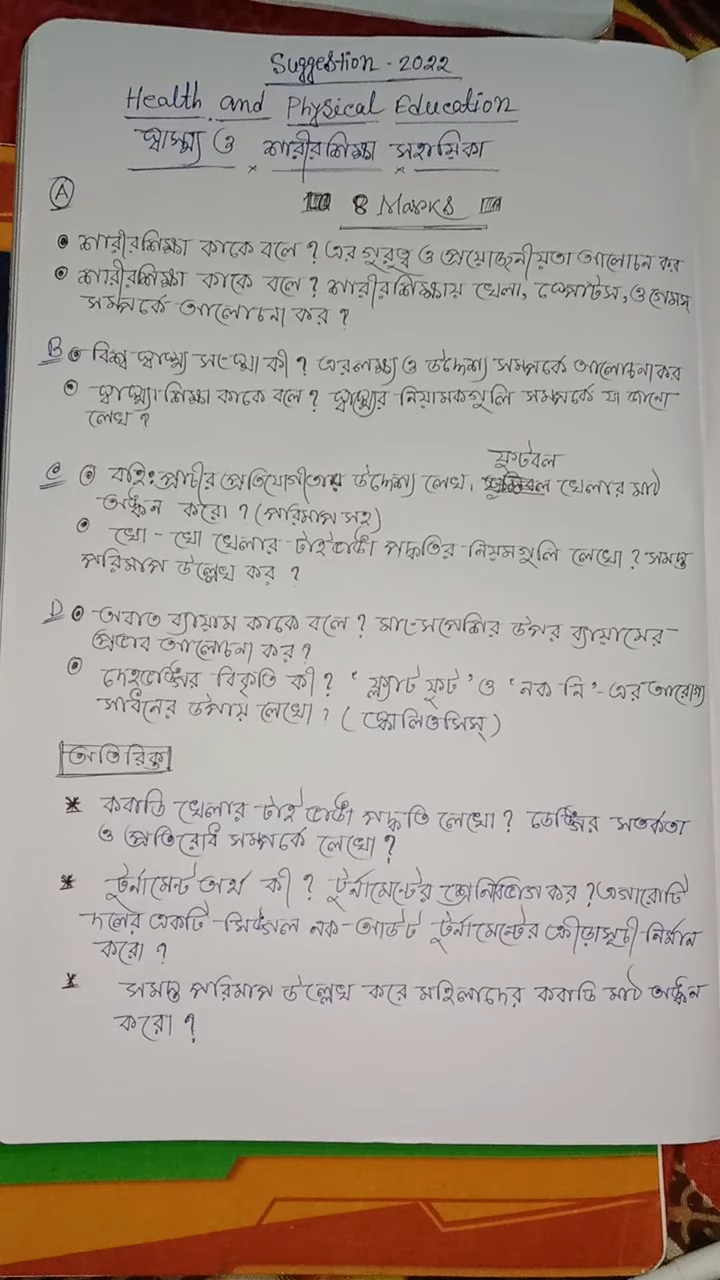 Suggestion - 2022
Health and Physical Education
স্বাস্থ্য ও শারীরশিক্ষা সহায়িকা
A
8 Marks
শারীরশিক্ষা কাকে বলে ? এর গুরুত্ব ও প্রয়োজনীয়তা আলোচনা কর
শারীরশিক্ষা কাকে বলে ? শারীরশিক্ষায় খেলা, স্পোর্টস, ও গেমস্
সম্পর্কে আলোচনা কর ?
B বিশ্ব স্বাস্থ্য সংস্থা কী ? এর লক্ষ্য ও উদ্দেশ্য সম্পর্কে আলোচনা কর
স্বাস্থ্য শিক্ষা কাকে বলে ? স্বাস্থ্যের নিয়ামকগুলি সম্পর্কে যা জানো
লেখ ?
C বহিঃপ্রাচীর প্রতিযোগীতার উদ্দেশ্য লেখ, ফুটবল খেলার মাঠ
অঙ্কন করো ? (পরিমাপ সহ)
খো - খো খেলার টাইভাঙা পদ্ধতির নিয়মগুলি লেখো ? সমস্ত
পরিমাপ উল্লেখ কর ?
D অবাত ব্যায়াম কাকে বলে ? মাংসপেশির উপর ব্যায়ামের
প্রভাব আলোচনা কর ?
দেহভঙ্গির বিকৃতি কী ? 'ফ্ল্যাট ফুট' ও 'নক নি' -এর আরোগ্য
সাধনের উপায় লেখো ? (স্কোলিওসিস্)
অতিরিক্ত
* কবাডি খেলার টাইভাঙা পদ্ধতি লেখো ? ডেঙ্গির সতর্কতা
ও প্রতিরোধ সম্পর্কে লেখো ?
* টুর্নামেন্ট অর্থ কী ? টুর্নামেন্টের শ্রেনিবিভাগ কর ? এগারোটি
দলের একটি সিঙ্গেল নক-আউট টুর্নামেন্টের ক্রীড়াসূচী নির্মান
করো ?
* সমস্ত পরিমাপ উল্লেখ করে মহিলাদের কবাডি মাঠ অঙ্কন
করো ?